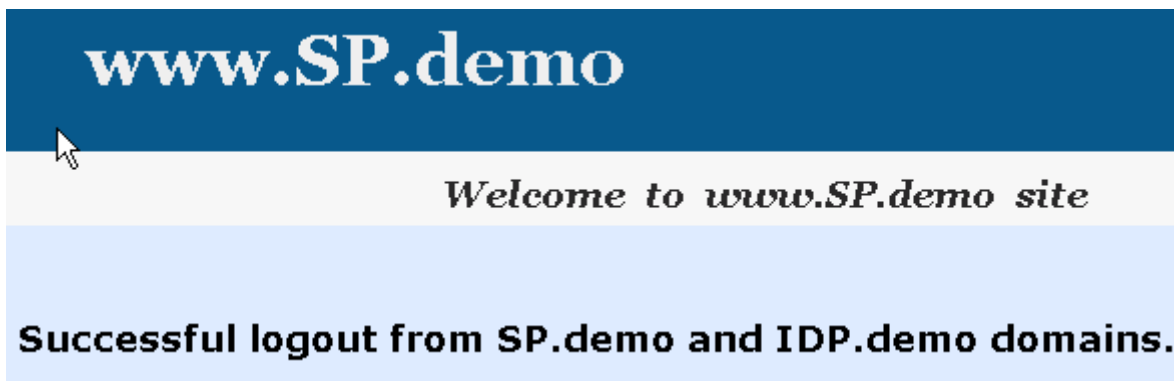 www.SP.demo
Welcome to www.SP.demo site
Successful logout from SP.demo and IDP.demo domains.